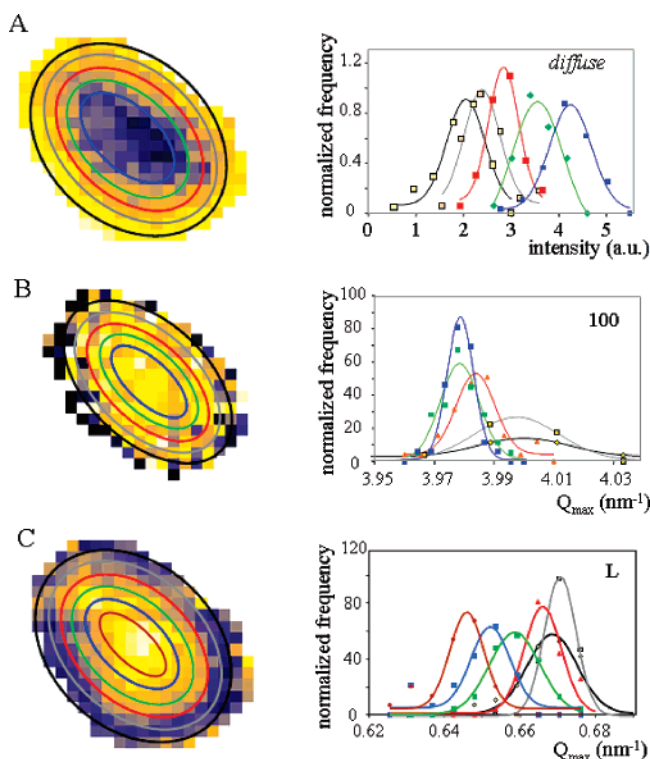 A
normalized frequency
1.2
0.8
0.4
0
diffuse
0 1 2 3 4 5
intensity (a.u.)
B
normalized frequency
100
80
60
40
20
0
100
3.95 3.97 3.99 4.01 4.03
Qmax (nm-1)
C
normalized frequency
120
80
40
0
L
0.62 0.64 0.66 0.68
Qmax (nm-1)